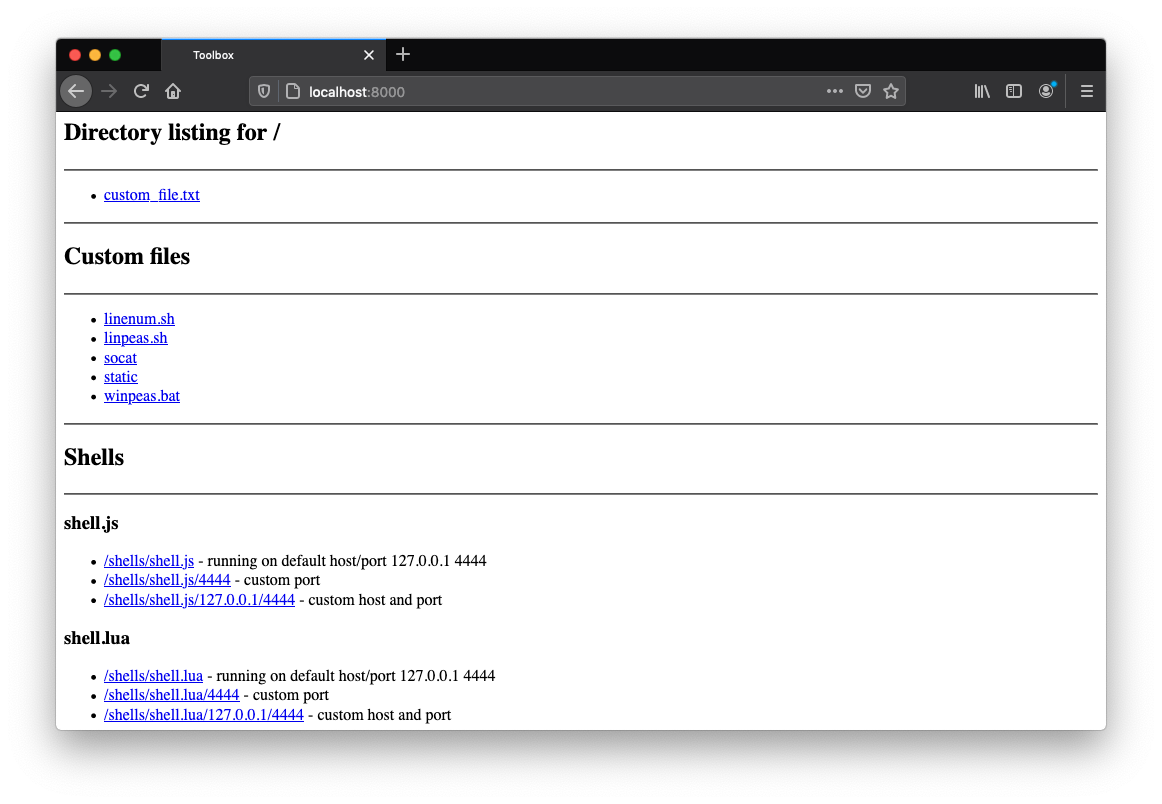 Toolbox
localhost:8000
Directory listing for /
custom_file.txt
Custom files
linenum.sh
linpeas.sh
socat
static
winpeas.bat
Shells
shell.js
/shells/shell.js - running on default host/port 127.0.0.1 4444
/shells/shell.js/4444 - custom port
/shells/shell.js/127.0.0.1/4444 - custom host and port
shell.lua
/shells/shell.lua - running on default host/port 127.0.0.1 4444
/shells/shell.lua/4444 - custom port
/shells/shell.lua/127.0.0.1/4444 - custom host and port